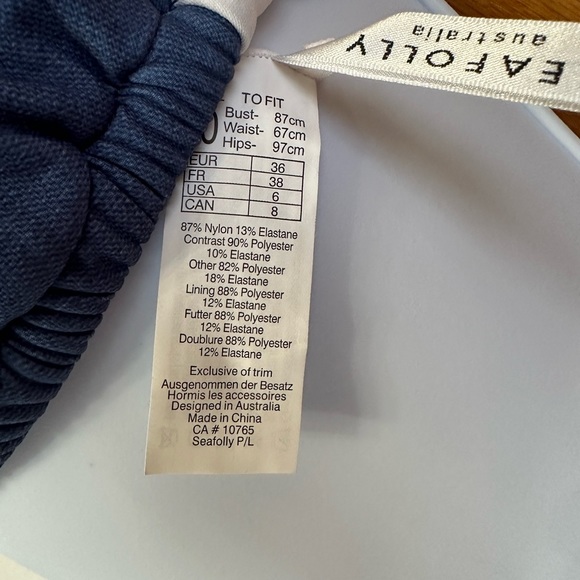 EAFOLLY
australia
TO FIT
0
Bust- 87cm
Waist- 67cm
Hips- 97cm
EUR 36
FR 38
USA 6
CAN 8
87% Nylon 13% Elastane
Contrast 90% Polyester
10% Elastane
Other 82% Polyester
18% Elastane
Lining 88% Polyester
12% Elastane
Futter 88% Polyester
12% Elastane
Doublure 88% Polyester
12% Elastane
Exclusive of trim
Ausgenommen der Besatz
Hormis les accessoires
Designed in Australia
Made in China
CA # 10765
Seafolly P/L